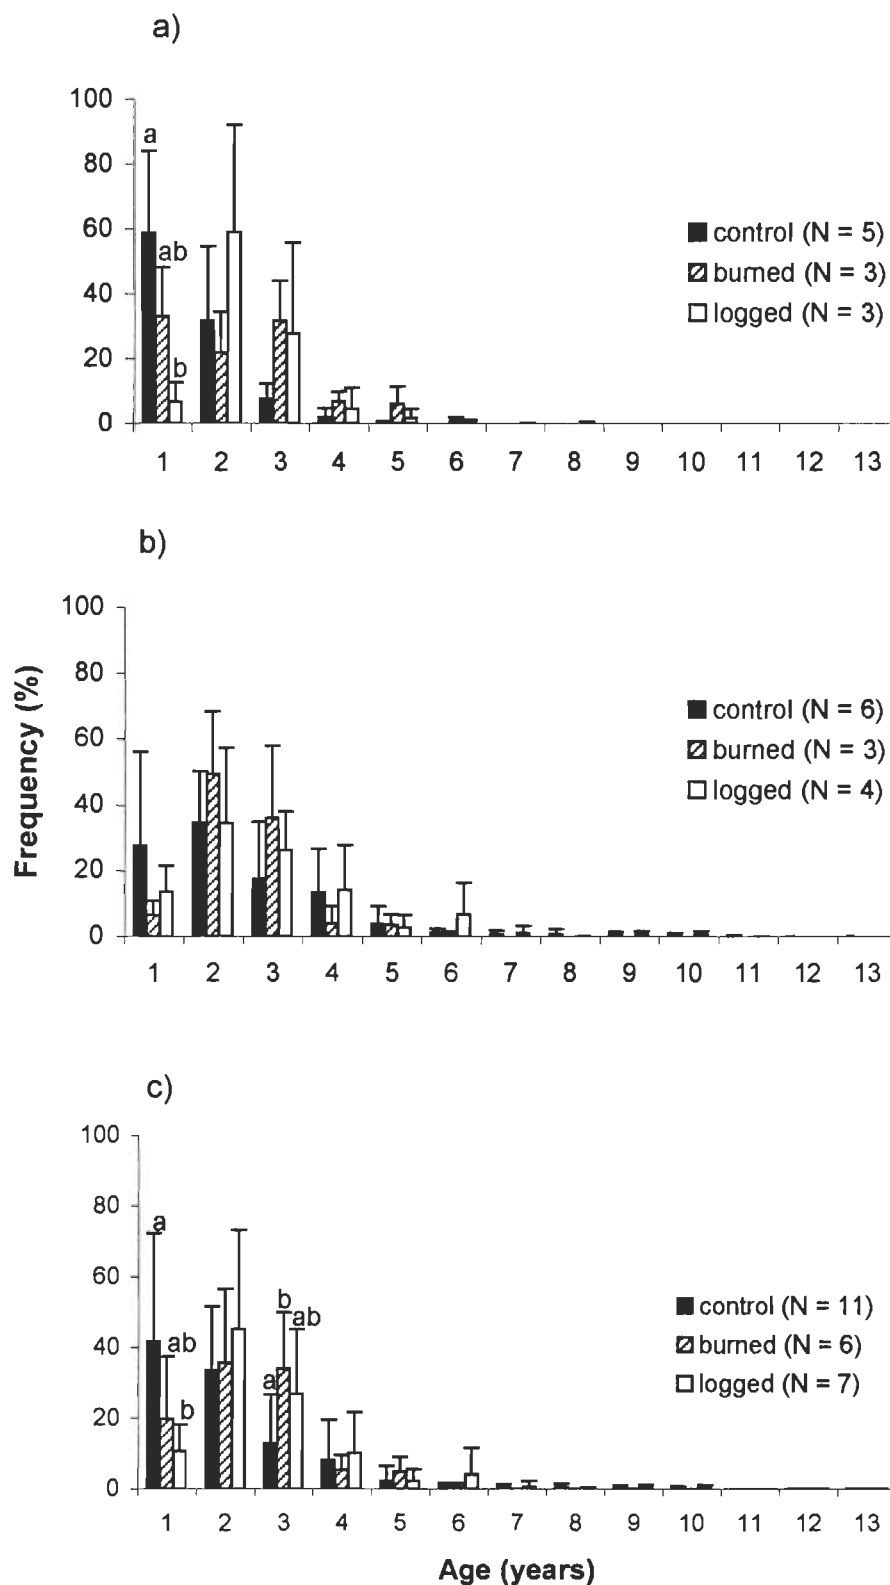 a)
100
80
60
40
20
0
a
ab
b
control (N = 5)
burned (N = 3)
logged (N = 3)
1 2 3 4 5 6 7 8 9 10 11 12 13
b)
Frequency (%)
100
80
60
40
20
0
control (N = 6)
burned (N = 3)
logged (N = 4)
1 2 3 4 5 6 7 8 9 10 11 12 13
c)
100
80
60
40
20
0
a
ab
b
a
b
ab
control (N = 11)
burned (N = 6)
logged (N = 7)
1 2 3 4 5 6 7 8 9 10 11 12 13
Age (years)